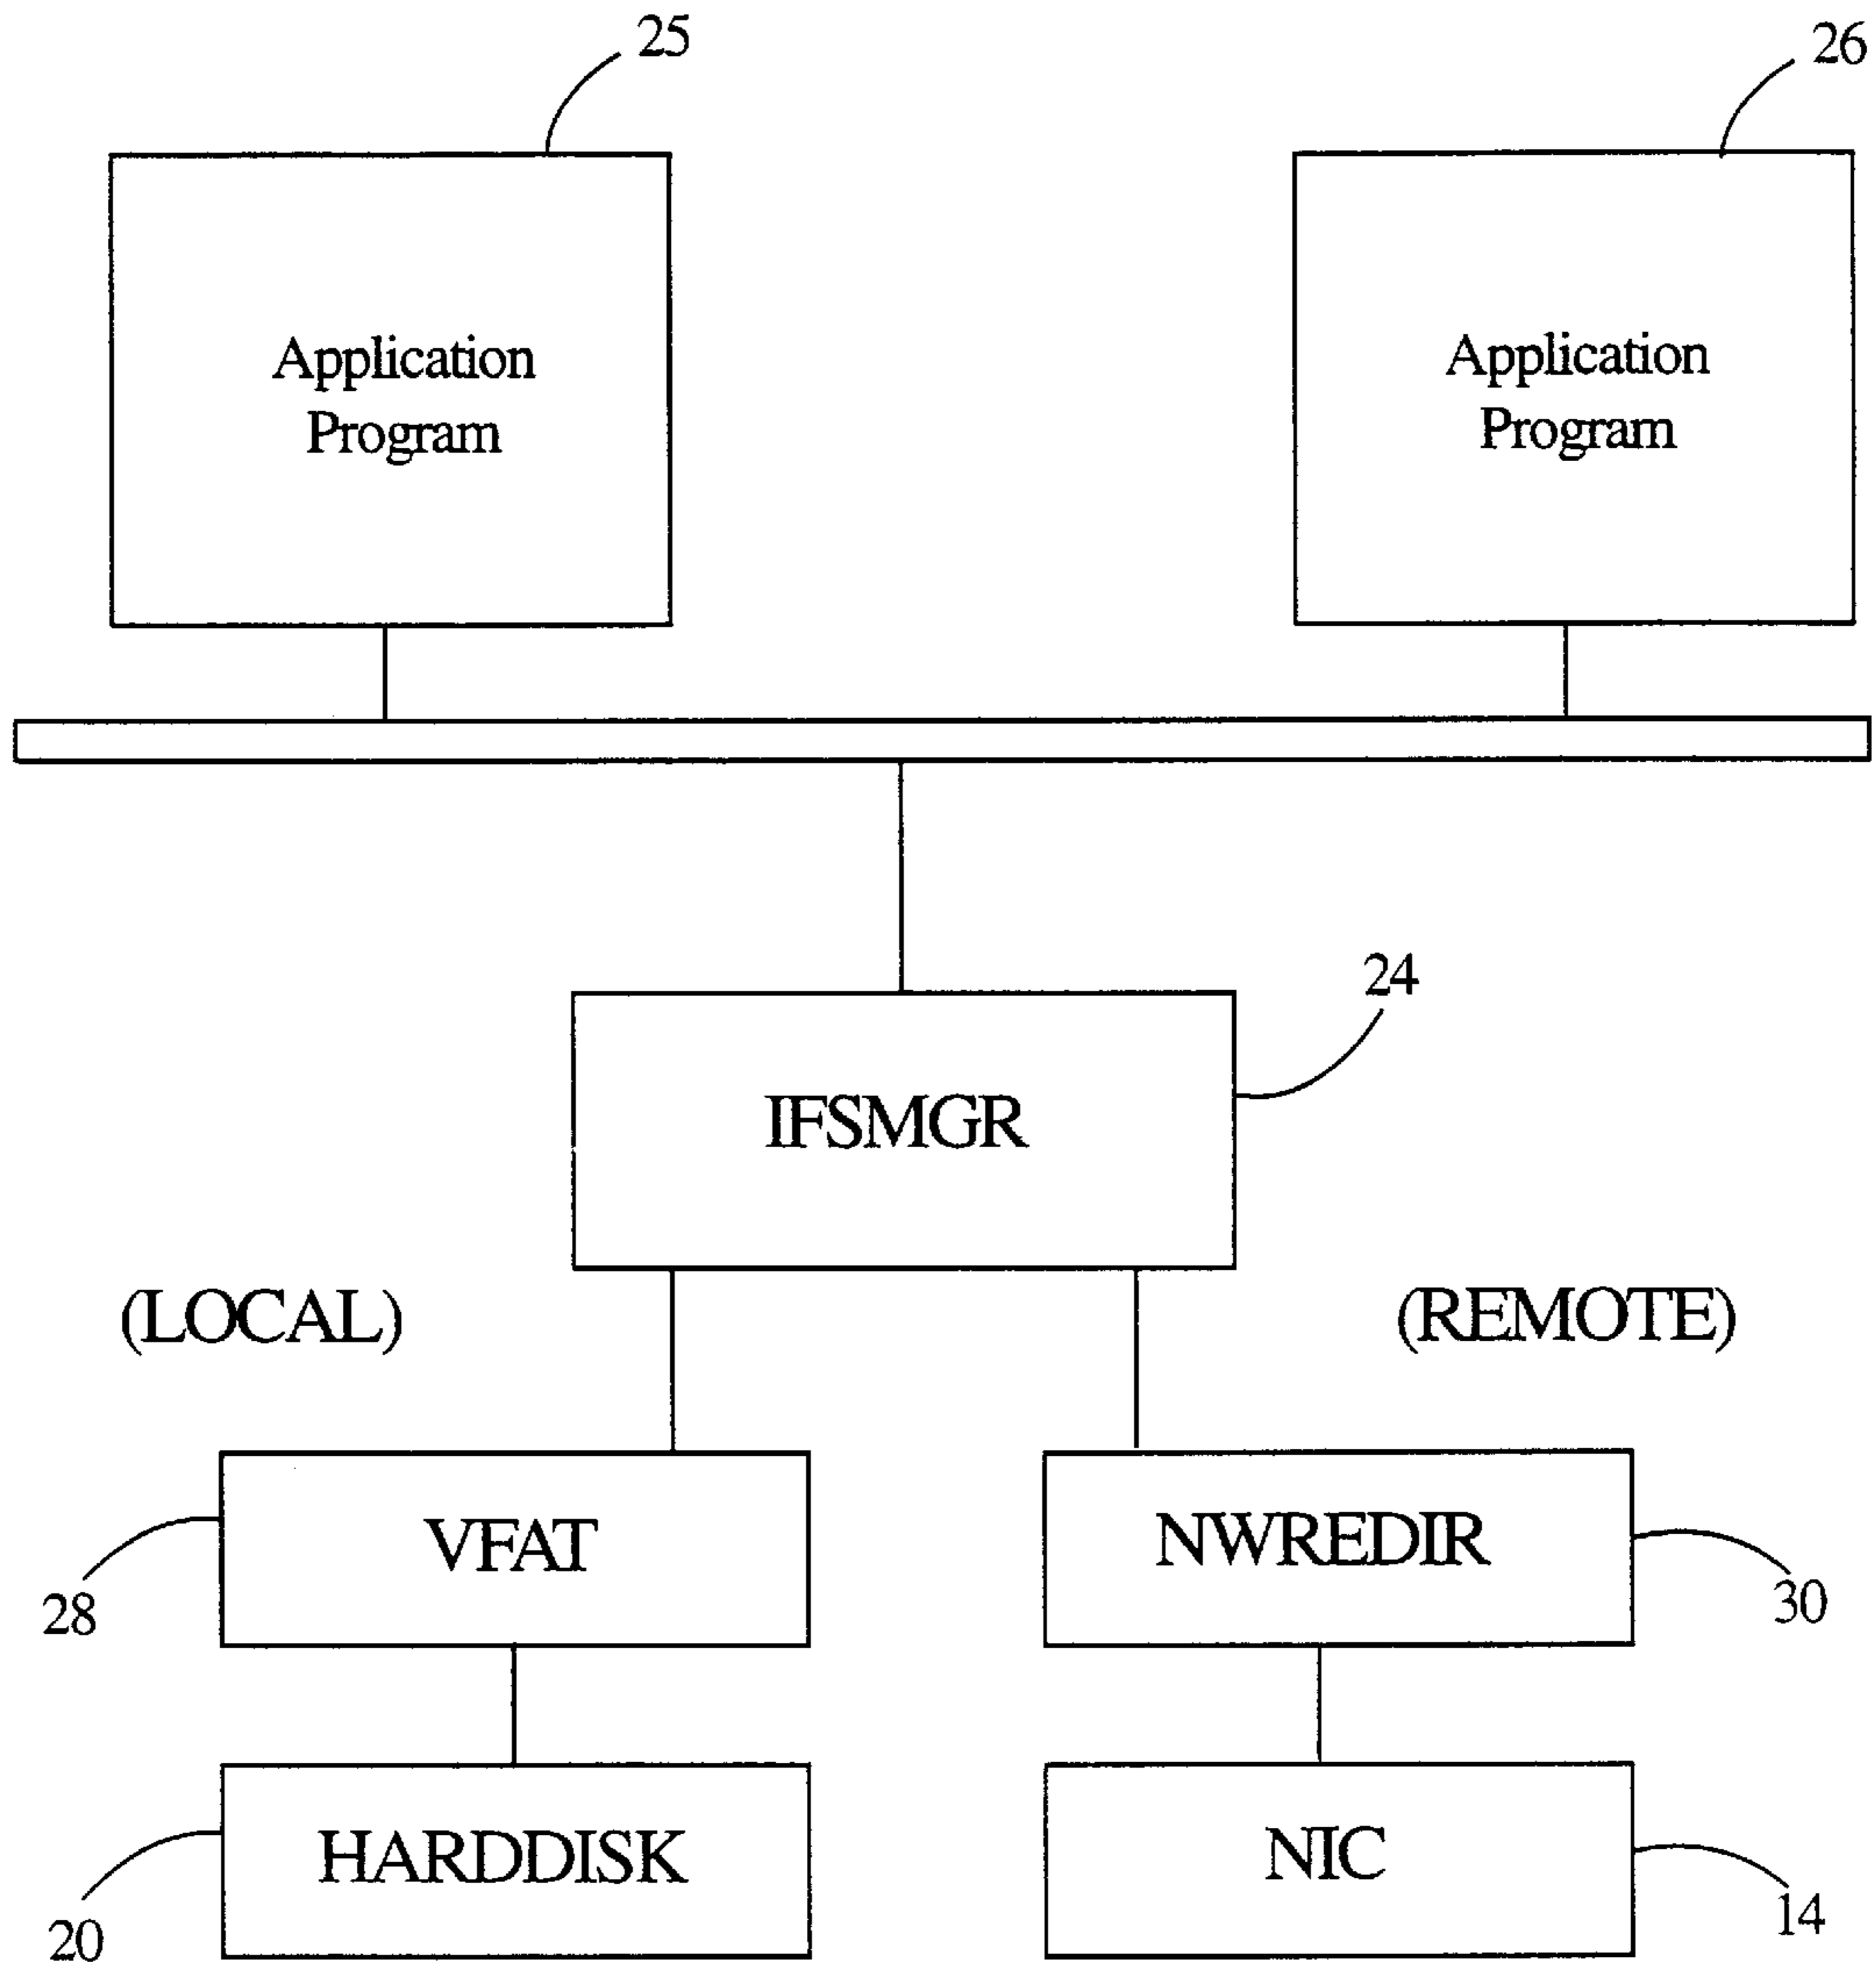 25
26
Application
Program
Application
Program
24
IFSMGR
(LOCAL)
(REMOTE)
VFAT
NWREDIR
28
30
HARDDISK
NIC
20
14